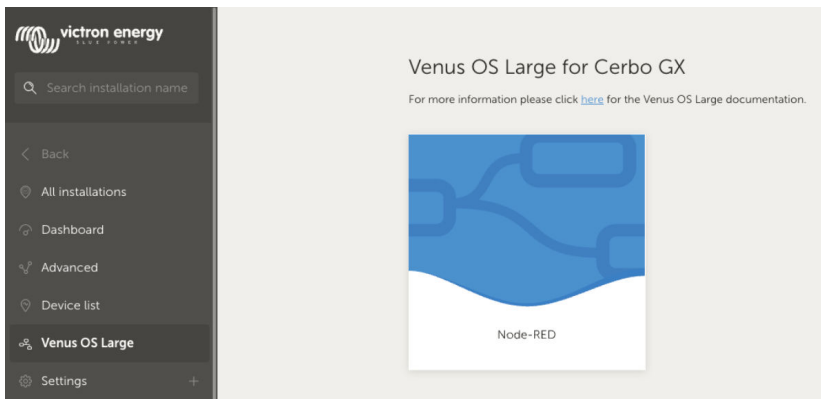 victron energy
BLUE POWER
Search installation name
Back
All installations
Dashboard
Advanced
Device list
Venus OS Large
Settings
Venus OS Large for Cerbo GX
For more information please click here for the Venus OS Large documentation.
Node-RED